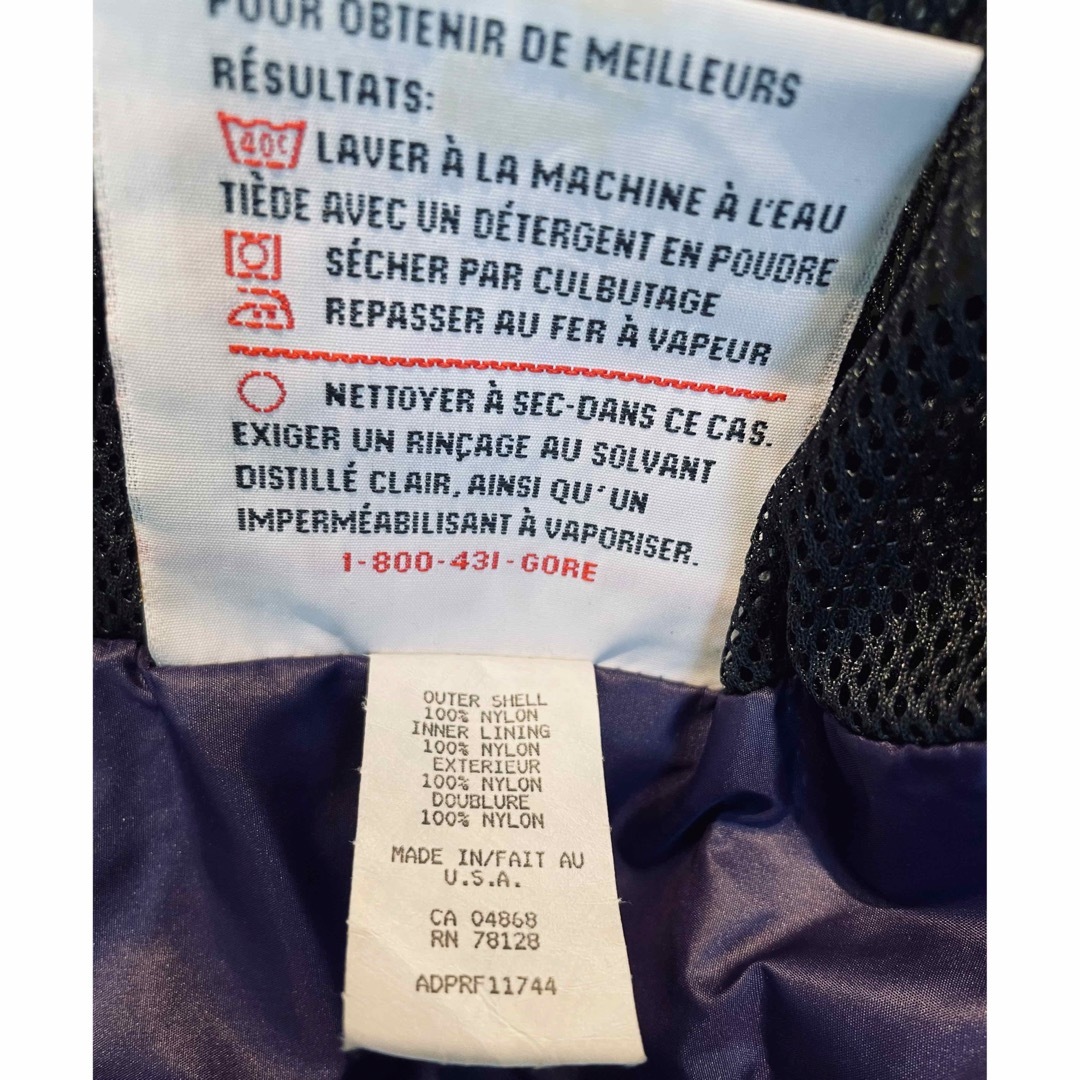 POUR OBTENIR DE MEILLEURS
RÉSULTATS:
40C LAVER À LA MACHINE À L'EAU
TIÈDE AVEC UN DÉTERGENT EN POUDRE
SÉCHER PAR CULBUTAGE
REPASSER AU FER À VAPEUR
NETTOYER À SEC-DANS CE CAS.
EXIGER UN RINÇAGE AU SOLVANT
DISTILLÉ CLAIR, AINSI QU'UN
IMPERMÉABILISANT À VAPORISER.
1-800-431-GORE
OUTER SHELL
100% NYLON
INNER LINING
100% NYLON
EXTERIEUR
100% NYLON
DOUBLURE
100% NYLON
MADE IN/FAIT AU
U.S.A.
CA 04868
RN 78128
ADPRF11744